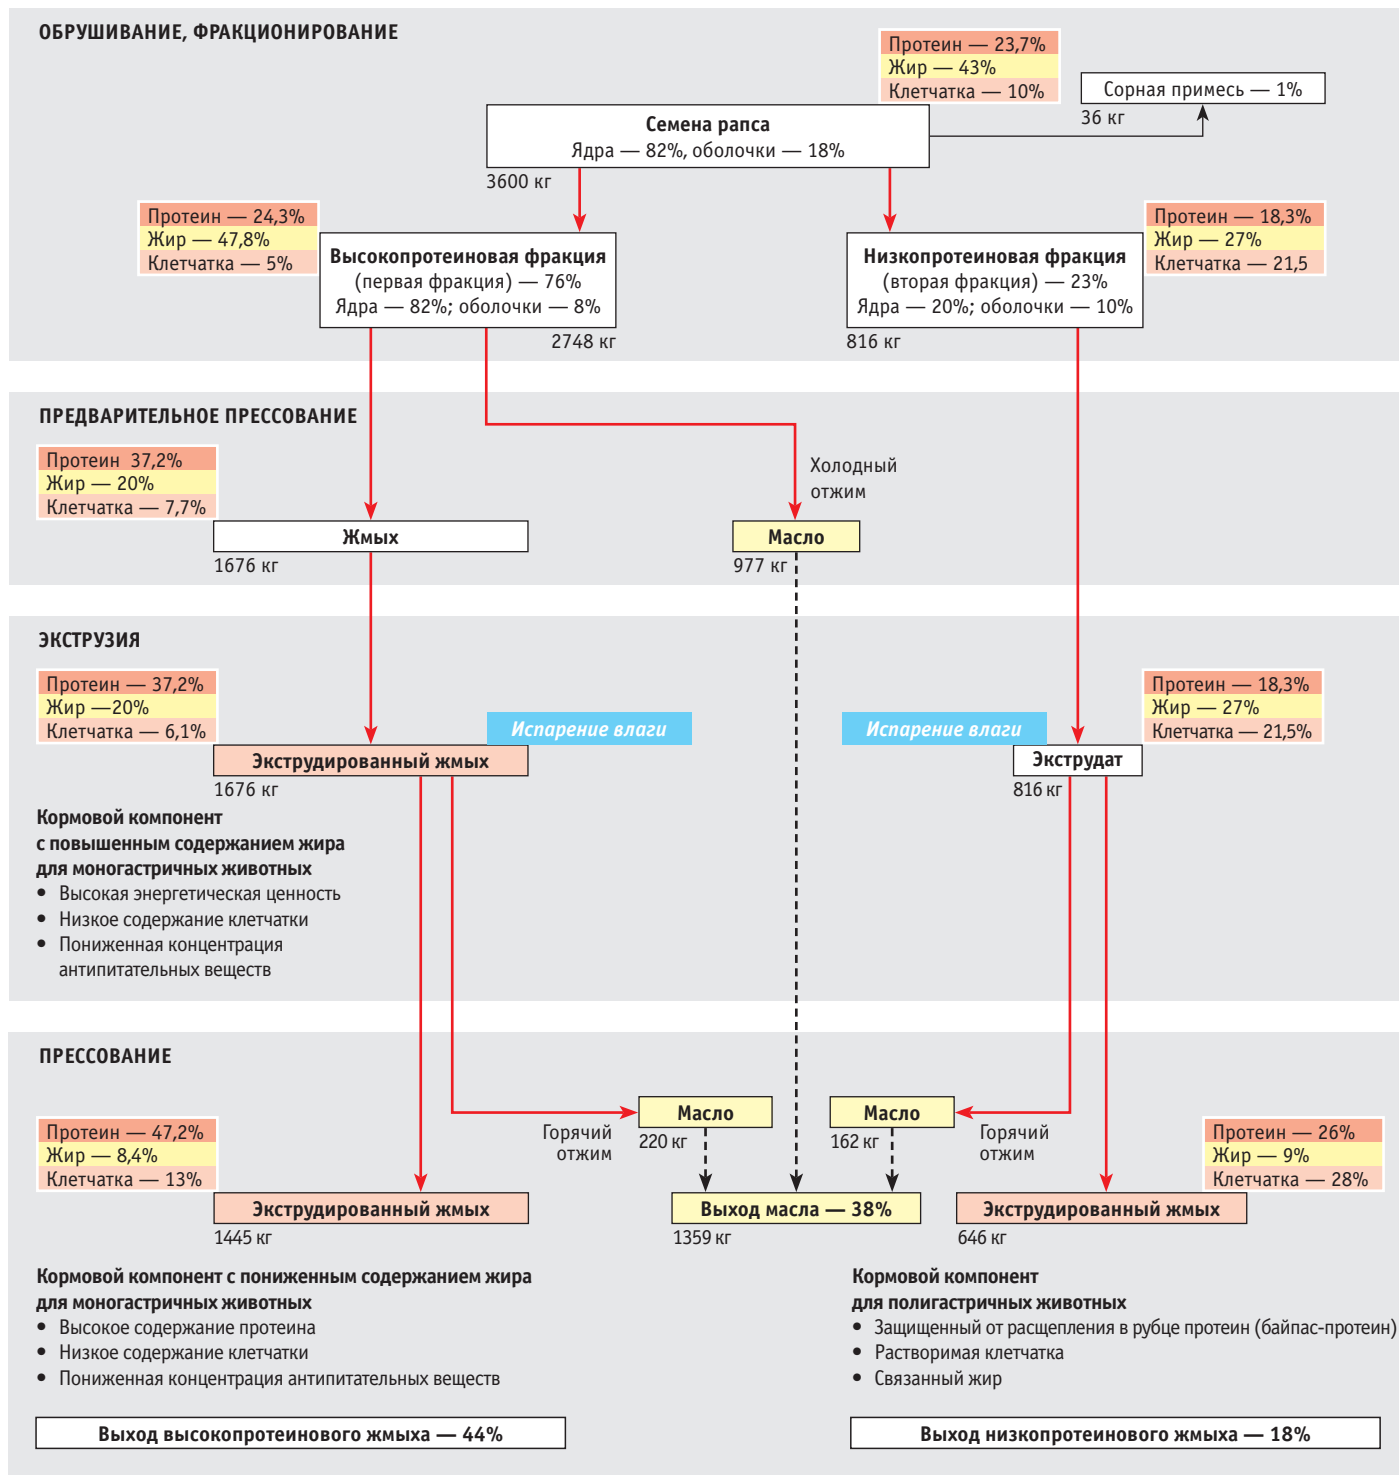 ОБРУШИВАНИЕ, ФРАКЦИОНИРОВАНИЕ
Протеин — 23,7%
Жир — 43%
Клетчатка — 10%
Сорная примесь — 1%
36 кг
Семена рапса
Ядра — 82%, оболочки — 18%
3600 кг
Протеин — 24,3%
Жир — 47,8%
Клетчатка — 5%
Высокопротеиновая фракция
(первая фракция) — 76%
Ядра — 82%; оболочки — 8%
2748 кг
Протеин — 18,3%
Жир — 27%
Клетчатка — 21,5
Низкопротеиновая фракция
(вторая фракция) — 23%
Ядра — 20%; оболочки — 10%
816 кг
ПРЕДВАРИТЕЛЬНОЕ ПРЕССОВАНИЕ
Протеин 37,2%
Жир — 20%
Клетчатка — 7,7%
Жмых
1676 кг
Холодный
отжим
Масло
977 кг
ЭКСТРУЗИЯ
Протеин — 37,2%
Жир —20%
Клетчатка — 6,1%
Испарение влаги
Экструдированный жмых
1676 кг
Испарение влаги
Протеин — 18,3%
Жир — 27%
Клетчатка — 21,5%
Экструдат
816 кг
Кормовой компонент
с повышенным содержанием жира
для моногастричных животных
• Высокая энергетическая ценность
• Низкое содержание клетчатки
• Пониженная концентрация
антипитательных веществ
ПРЕССОВАНИЕ
Протеин — 47,2%
Жир — 8,4%
Клетчатка — 13%
Экструдированный жмых
1445 кг
Горячий
отжим
Масло
220 кг
Масло
162 кг
Горячий
отжим
Выход масла — 38%
1359 кг
Протеин — 26%
Жир — 9%
Клетчатка — 28%
Экструдированный жмых
646 кг
Кормовой компонент с пониженным содержанием жира
для моногастричных животных
• Высокое содержание протеина
• Низкое содержание клетчатки
• Пониженная концентрация антипитательных веществ
Выход высокопротеинового жмыха — 44%
Кормовой компонент
для полигастричных животных
• Защищенный от расщепления в рубце протеин (байпас-протеин)
• Растворимая клетчатка
• Связанный жир
Выход низкопротеинового жмыха — 18%